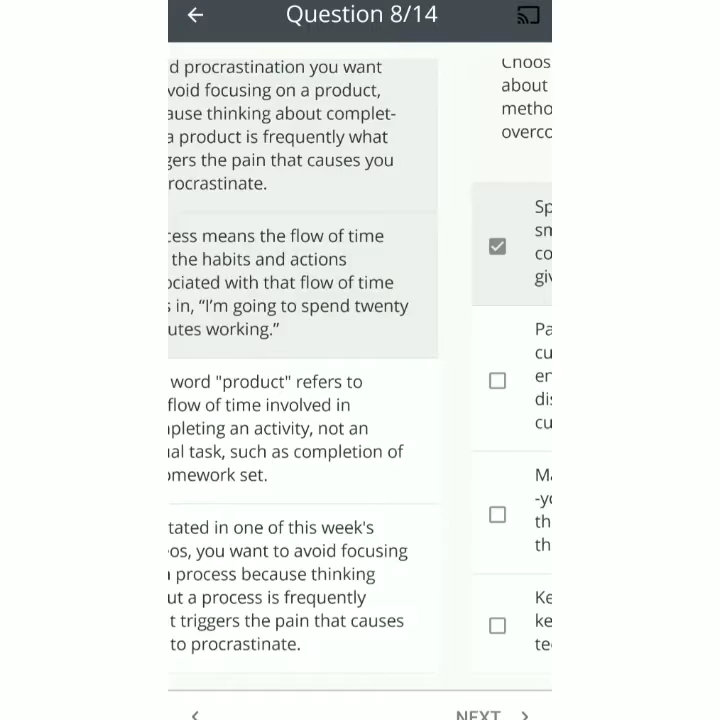 Question 8/14
d procrastination you want
void focusing on a product,
ause thinking about complet-
a product is frequently what
gers the pain that causes you
rocrastinate.
cess means the flow of time
the habits and actions
ociated with that flow of time
s in, “I'm going to spend twenty
utes working.”
word "product" refers to
flow of time involved in
npleting an activity, not an
ual task, such as completion of
omework set.
tated in one of this week's
os, you want to avoid focusing
process because thinking
ut a process is frequently
t triggers the pain that causes
to procrastinate.
Choos
about
metho
overco
Sp
sm
co
giv
Pa
cu
en
dis
cu
Ma
-yo
th
th
Ke
ke
te
NEXT